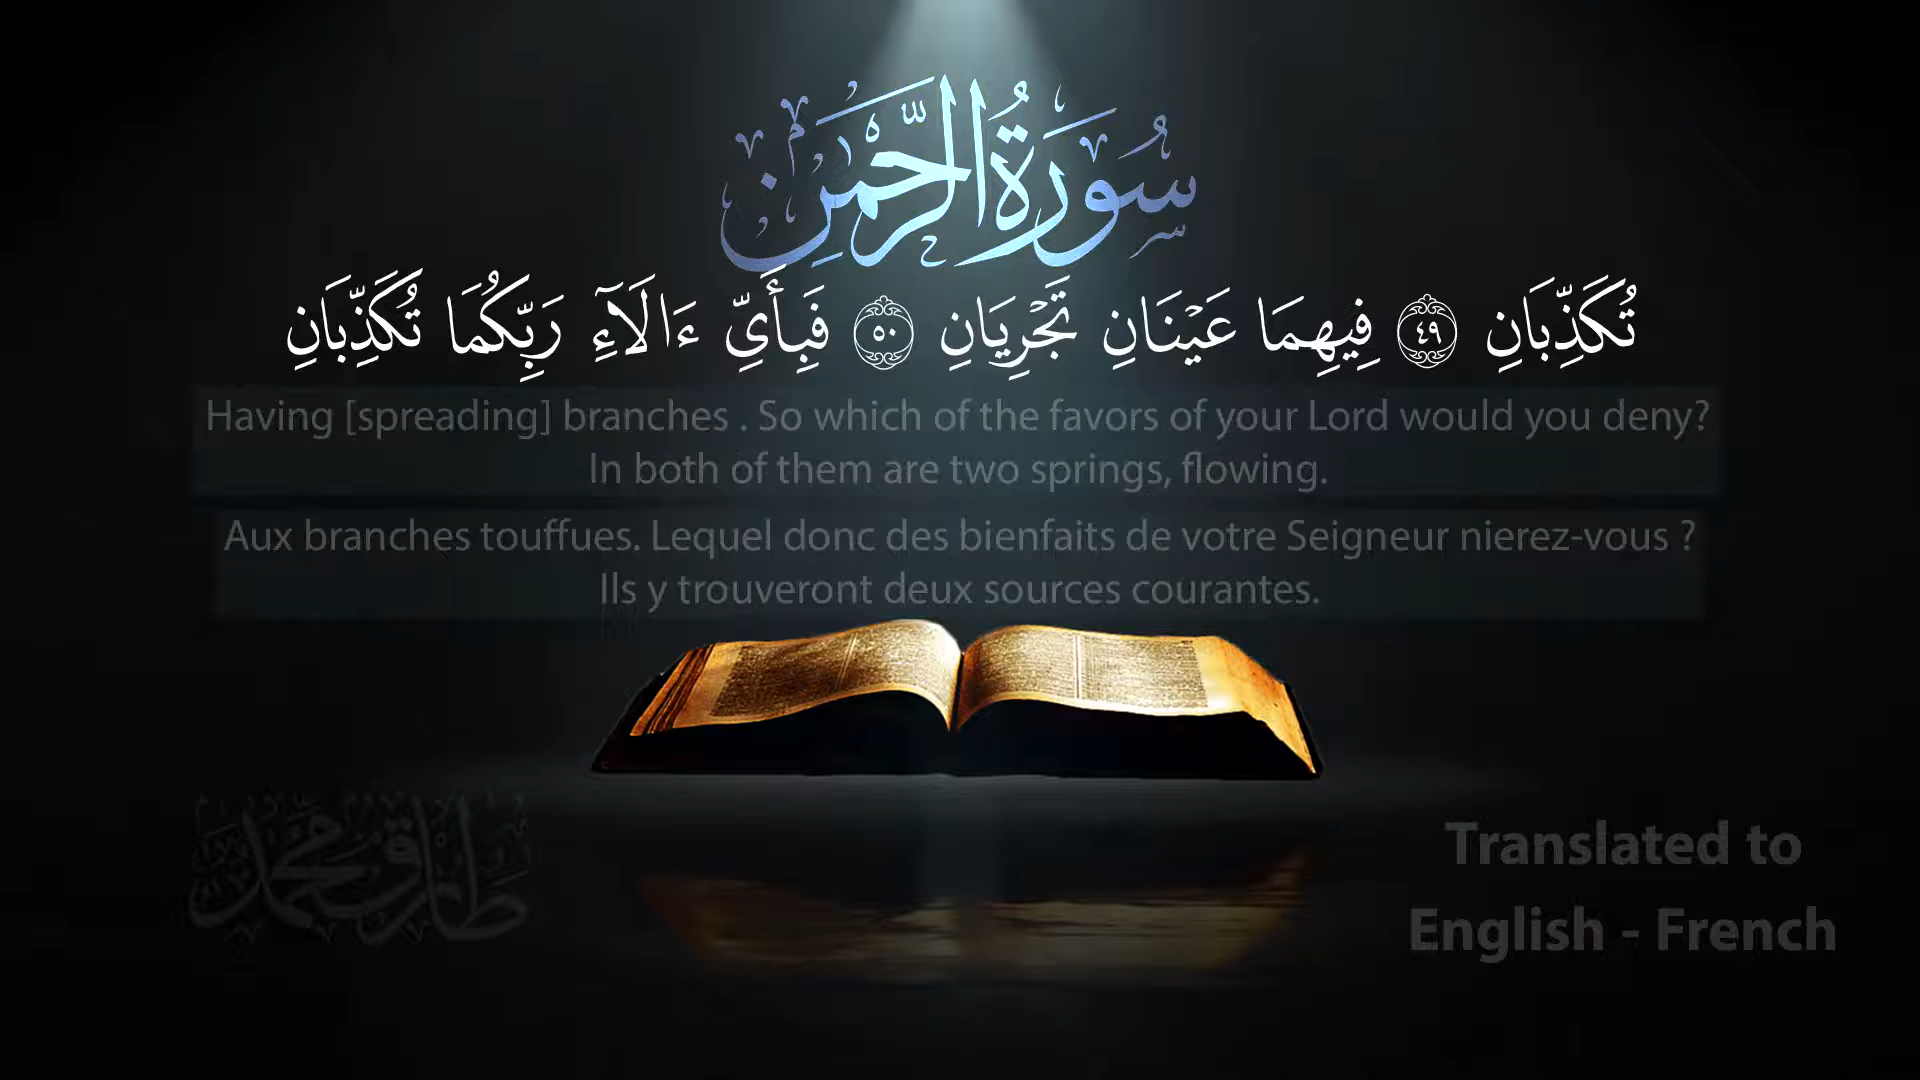 سُورَةُ الرَّحْمَٰنِ
تُكَذِّبَانِ ٤٩ فِيهِمَا عَيْنَانِ تَجْرِيَانِ ٥٠ فَبِأَيِّ ءَالَآءِ رَبِّكُمَا تُكَذِّبَانِ
Having [spreading] branches . So which of the favors of your Lord would you deny?
In both of them are two springs, flowing.
Aux branches touffues. Lequel donc des bienfaits de votre Seigneur nierez-vous ?
Ils y trouveront deux sources courantes.
طارق محمد
Translated to
English - French